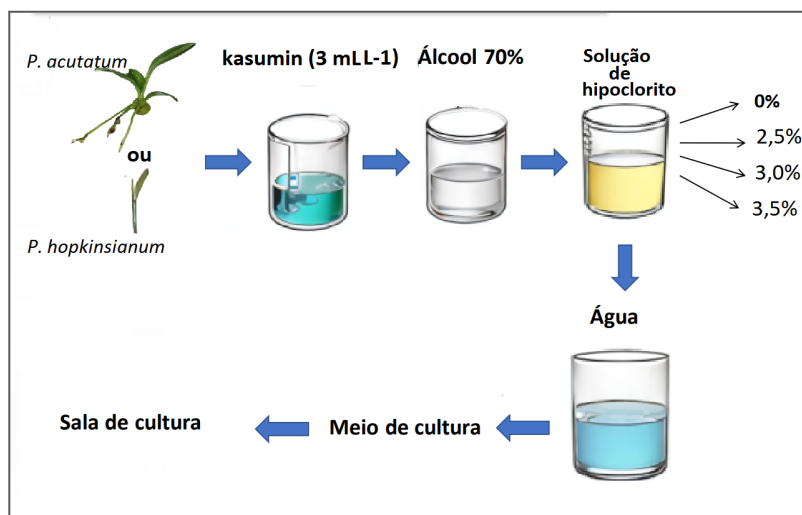 P. acutatum
ou
P. hopkinsianum
kasumin (3 mLL-1)
Álcool 70%
Solução
de
hipoclorito
0%
2,5%
3,0%
3,5%
Água
Meio de cultura
Sala de cultura